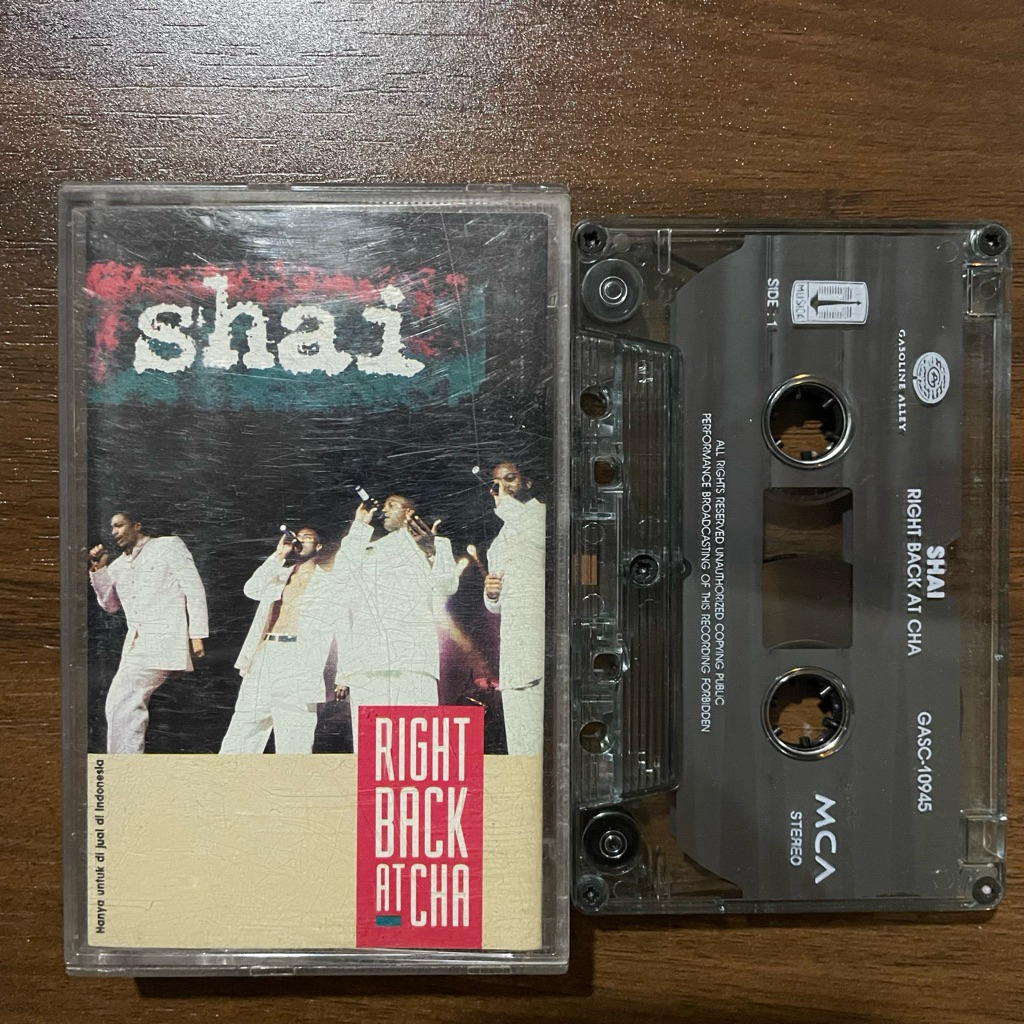 shai
RIGHT
BACK
AT CHA
Hanya untuk di jual di Indonesia
SIDE : 1
MUSICA
GASOLINE ALLEY
SHAI
RIGHT BACK AT CHA
GASC-10945
MCA
STEREO
ALL RIGHTS RESERVED UNAUTHORIZED COPYING PUBLIC
PERFORMANCE BROADCASTING OF THIS RECORDING FORBIDDEN